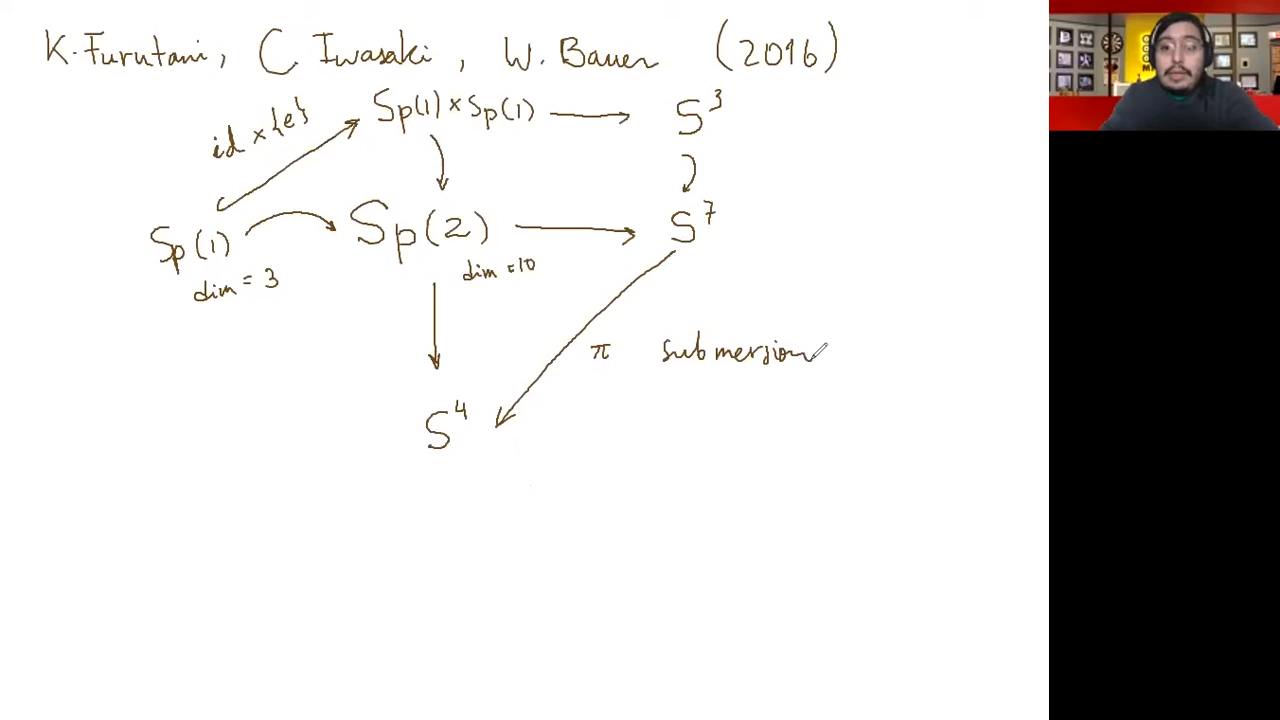 K. Furutani, C. Iwasaki, W. Bauer (2016)
id × {e}
Sp(1) × Sp(1) → S³
Sp(1) → Sp(2) → S⁷
dim = 3
dim = 10
π submersion
S⁴